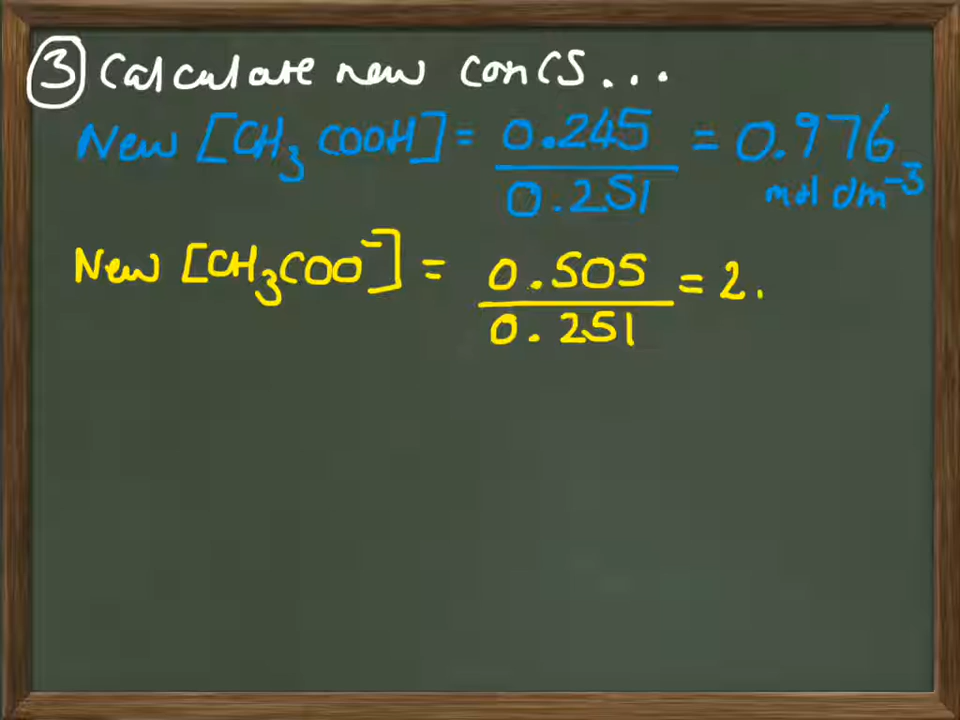 ③ Calculate new concs...
New [CH₃COOH] = 0.245 / 0.251 = 0.976 mol dm⁻³
New [CH₃COO⁻] = 0.505 / 0.251 = 2.